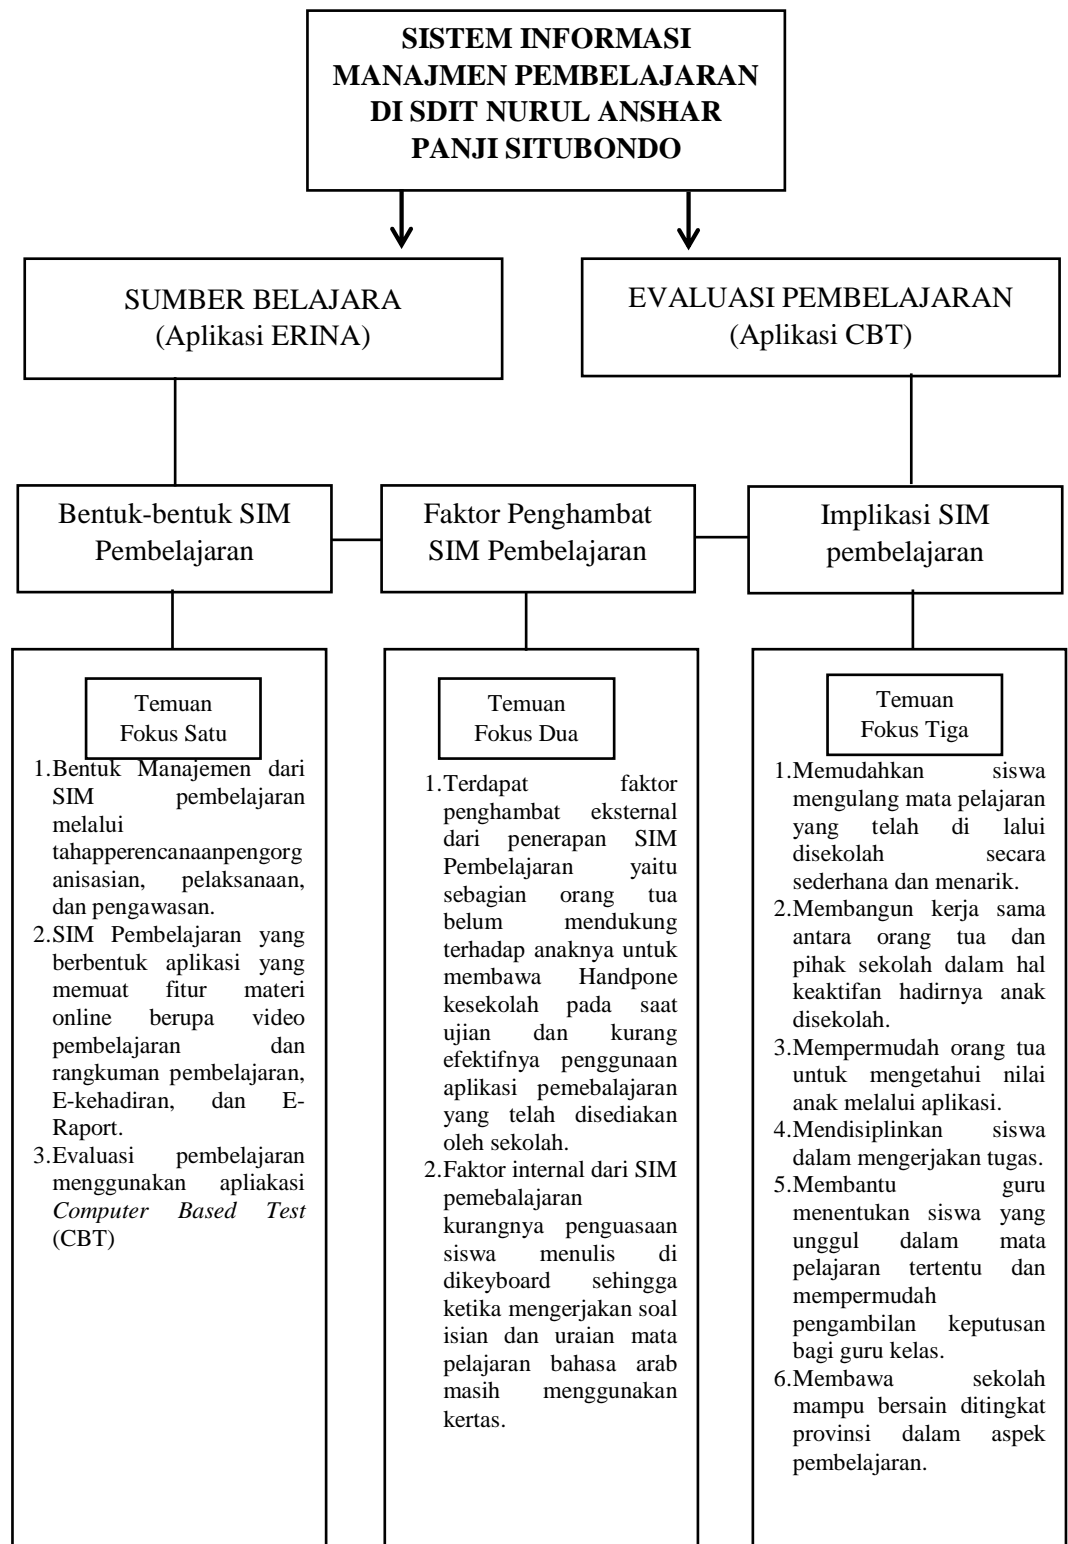 SISTEM INFORMASI
MANAJMEN PEMBELAJARAN
DI SDIT NURUL ANSHAR
PANJI SITUBONDO
SUMBER BELAJARA
(Aplikasi ERINA)
EVALUASI PEMBELAJARAN
(Aplikasi CBT)
Bentuk-bentuk SIM
Pembelajaran
Faktor Penghambat
SIM Pembelajaran
Implikasi SIM
pembelajaran
Temuan
Fokus Satu
1.Bentuk Manajemen dari
SIM pembelajaran
melalui
tahapperencanaanpengorg
anisasian, pelaksanaan,
dan pengawasan.
2.SIM Pembelajaran yang
berbentuk aplikasi yang
memuat fitur materi
online berupa video
pembelajaran dan
rangkuman pembelajaran,
E-kehadiran, dan E-
Raport.
3.Evaluasi pembelajaran
menggunakan apliakasi
Computer Based Test
(CBT)
Temuan
Fokus Dua
1.Terdapat faktor
penghambat eksternal
dari penerapan SIM
Pembelajaran yaitu
sebagian orang tua
belum mendukung
terhadap anaknya untuk
membawa Handpone
kesekolah pada saat
ujian dan kurang
efektifnya penggunaan
aplikasi pemebalajaran
yang telah disediakan
oleh sekolah.
2.Faktor internal dari SIM
pemebalajaran
kurangnya penguasaan
siswa menulis di
dikeyboard sehingga
ketika mengerjakan soal
isian dan uraian mata
pelajaran bahasa arab
masih menggunakan
kertas.
Temuan
Fokus Tiga
1.Memudahkan siswa
mengulang mata pelajaran
yang telah di lalui
disekolah secara
sederhana dan menarik.
2.Membangun kerja sama
antara orang tua dan
pihak sekolah dalam hal
keaktifan hadirnya anak
disekolah.
3.Mempermudah orang tua
untuk mengetahui nilai
anak melalui aplikasi.
4.Mendisiplinkan siswa
dalam mengerjakan tugas.
5.Membantu guru
menentukan siswa yang
unggul dalam mata
pelajaran tertentu dan
mempermudah
pengambilan keputusan
bagi guru kelas.
6.Membawa sekolah
mampu bersain ditingkat
provinsi dalam aspek
pembelajaran.